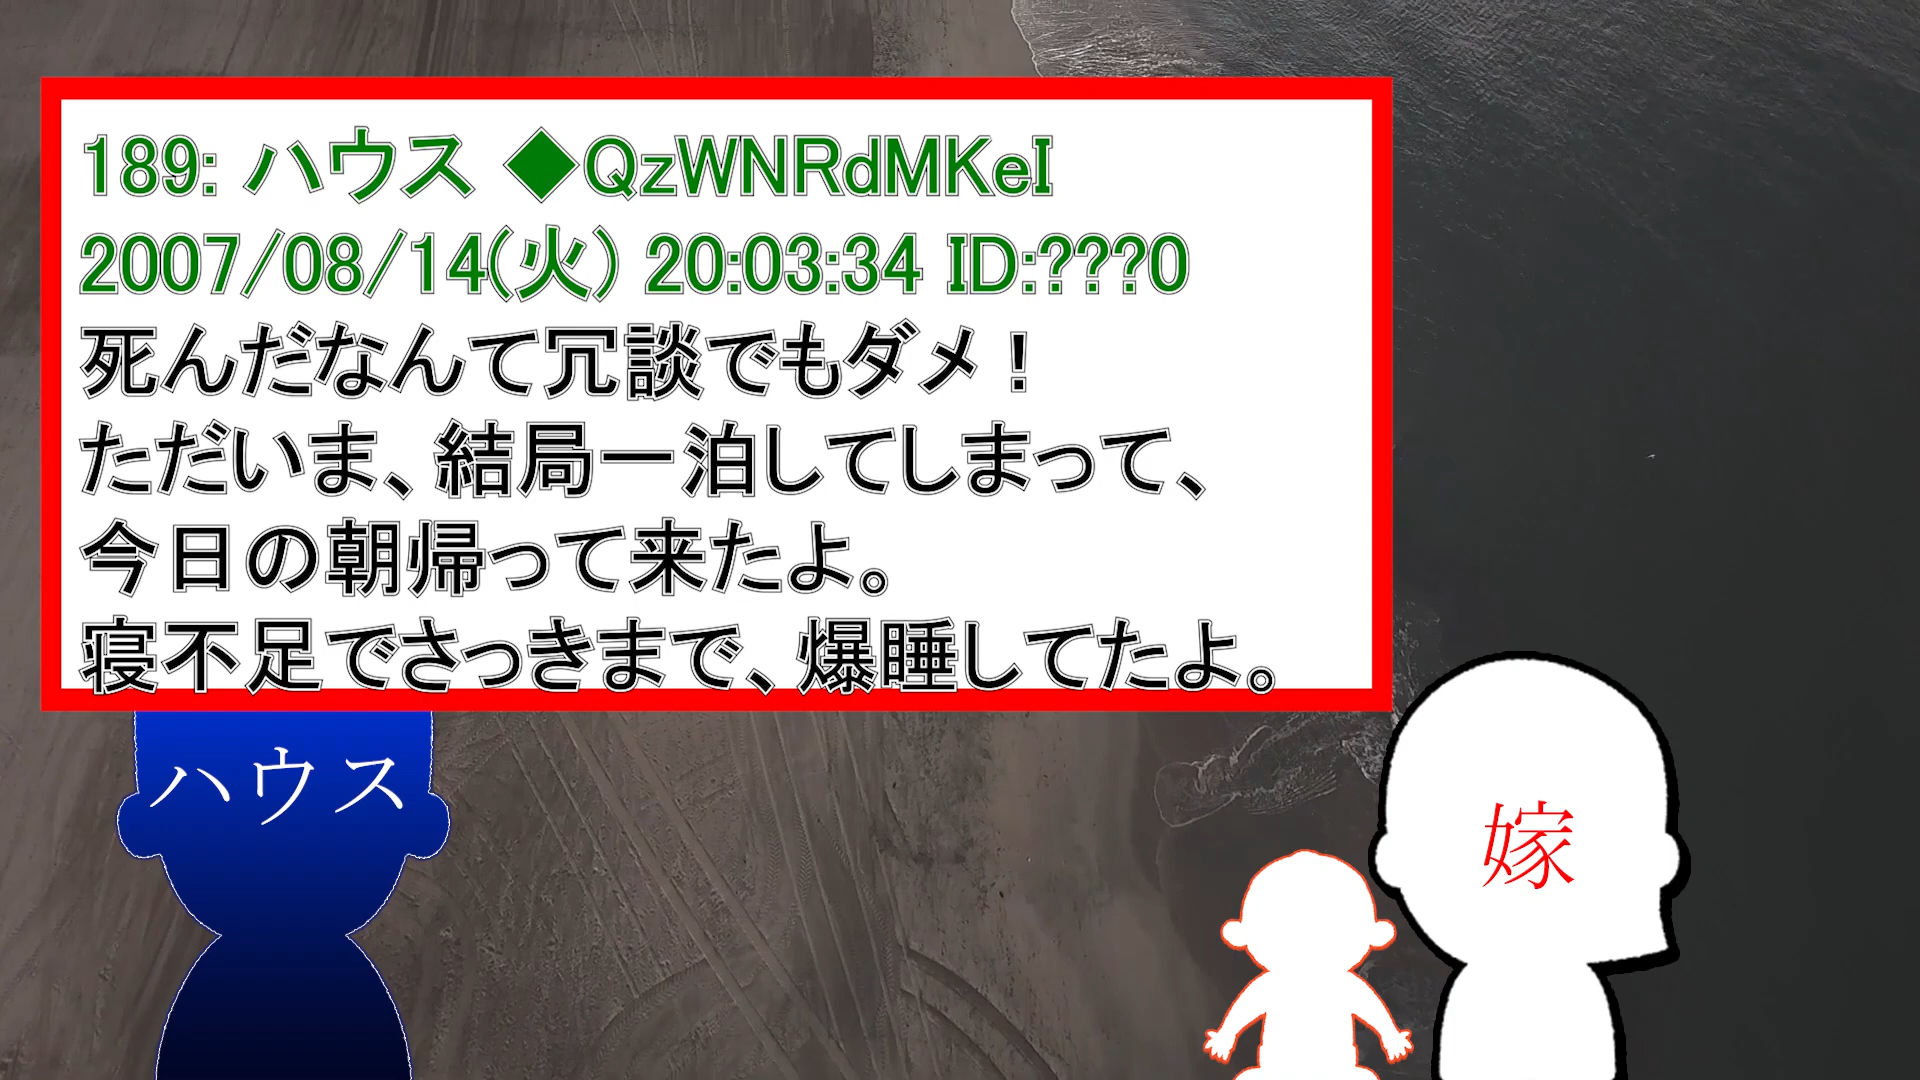 189: ハウス ◆QzWNRdMKeI
2007/08/14(火) 20:03:34 ID:???0
死んだなんて冗談でもダメ！
ただいま、結局一泊してしまって、
今日の朝帰って来たよ。
寝不足でさっきまで、爆睡してたよ。
ハウス
嫁